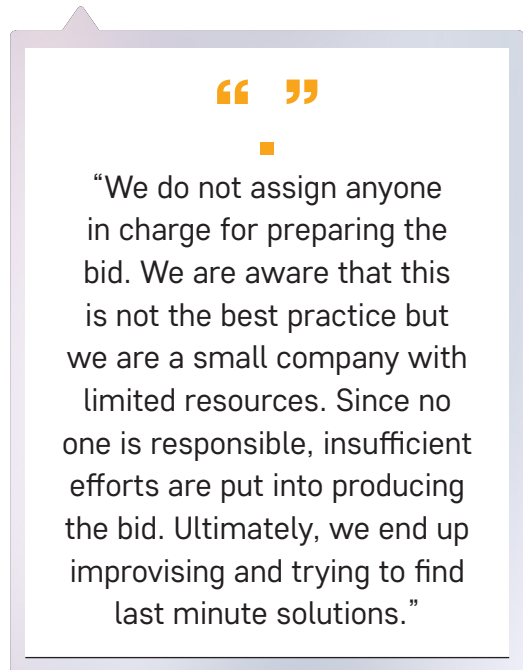 “ ”
“We do not assign anyone
in charge for preparing the
bid. We are aware that this
is not the best practice but
we are a small company with
limited resources. Since no
one is responsible, insufficient
efforts are put into producing
the bid. Ultimately, we end up
improvising and trying to find
last minute solutions.”